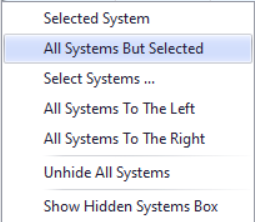 Selected System
All Systems But Selected
Select Systems ...
All Systems To The Left
All Systems To The Right
Unhide All Systems
Show Hidden Systems Box